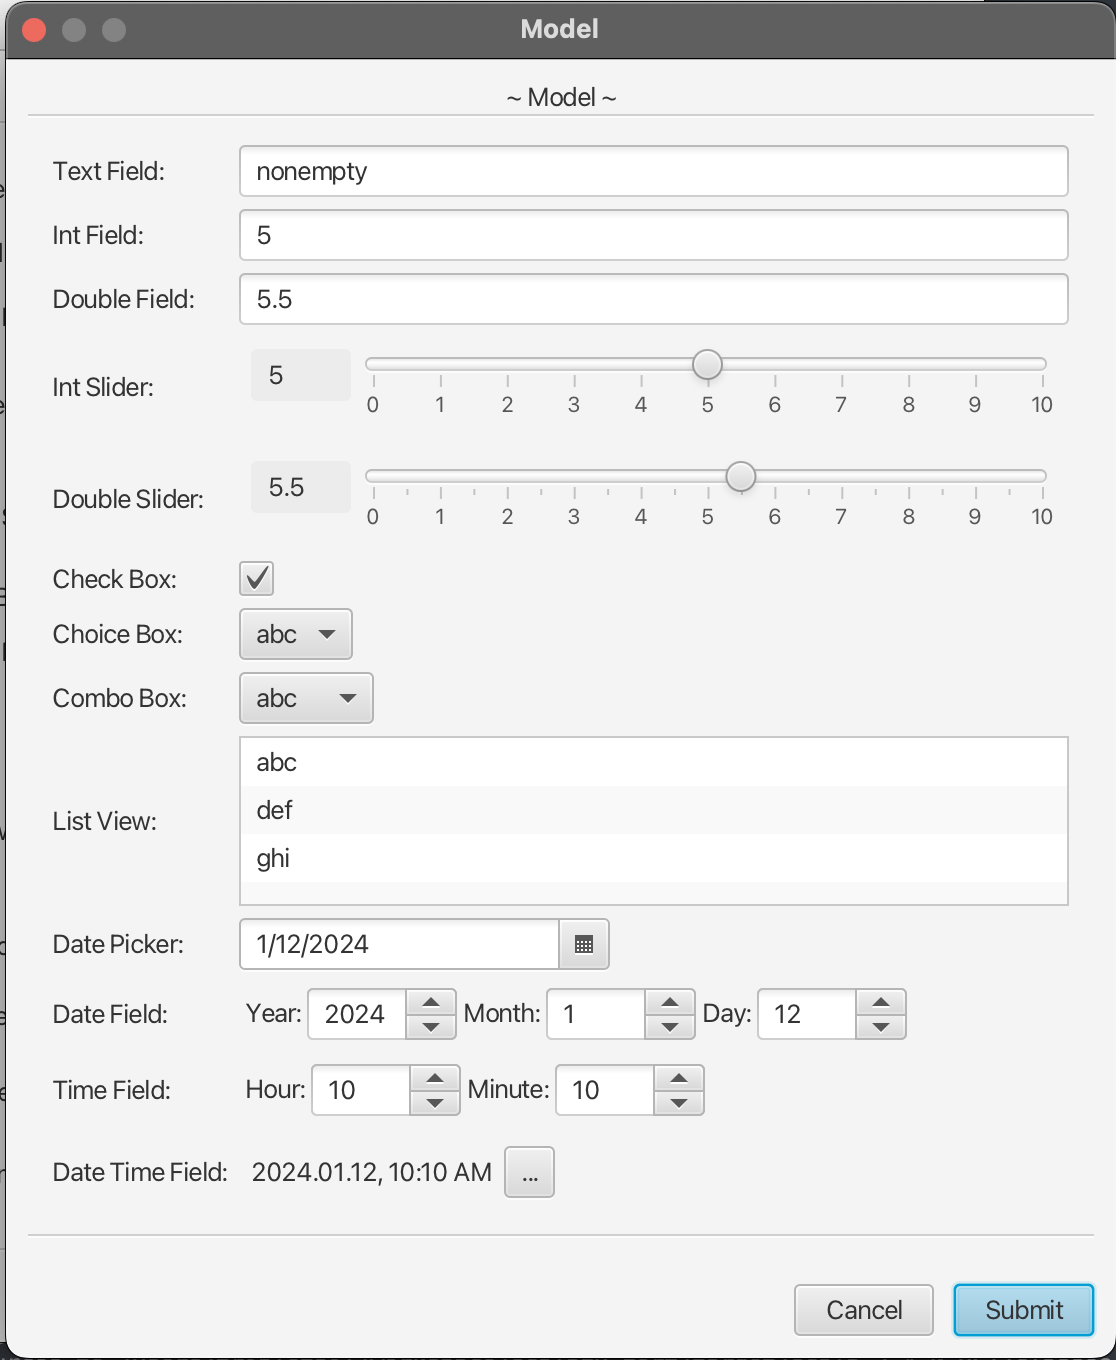 Model
~ Model ~
Text Field: nonempty
Int Field: 5
Double Field: 5.5
Int Slider: 5
0 1 2 3 4 5 6 7 8 9 10
Double Slider: 5.5
0 1 2 3 4 5 6 7 8 9 10
Check Box:
Choice Box: abc
Combo Box: abc
List View:
abc
def
ghi
Date Picker: 1/12/2024
Date Field: Year: 2024 Month: 1 Day: 12
Time Field: Hour: 10 Minute: 10
Date Time Field: 2024.01.12, 10:10 AM ...
Cancel Submit